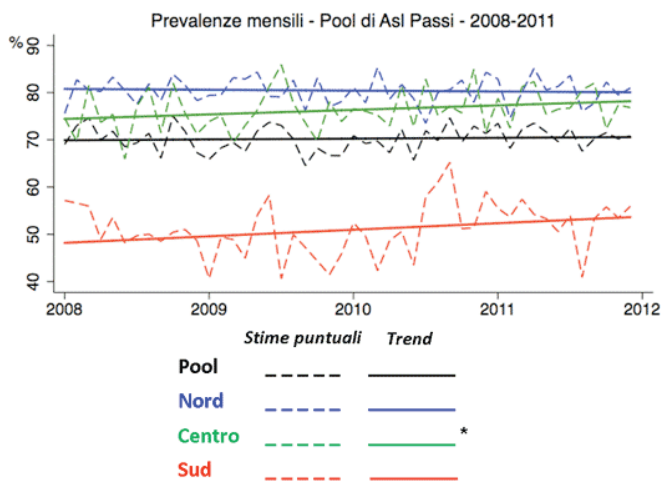 Prevalenze mensili - Pool di Asl Passi - 2008-2011
%
90
80
70
60
50
40
2008 2009 2010 2011 2012
Stime puntuali Trend
Pool
Nord
Centro *
Sud